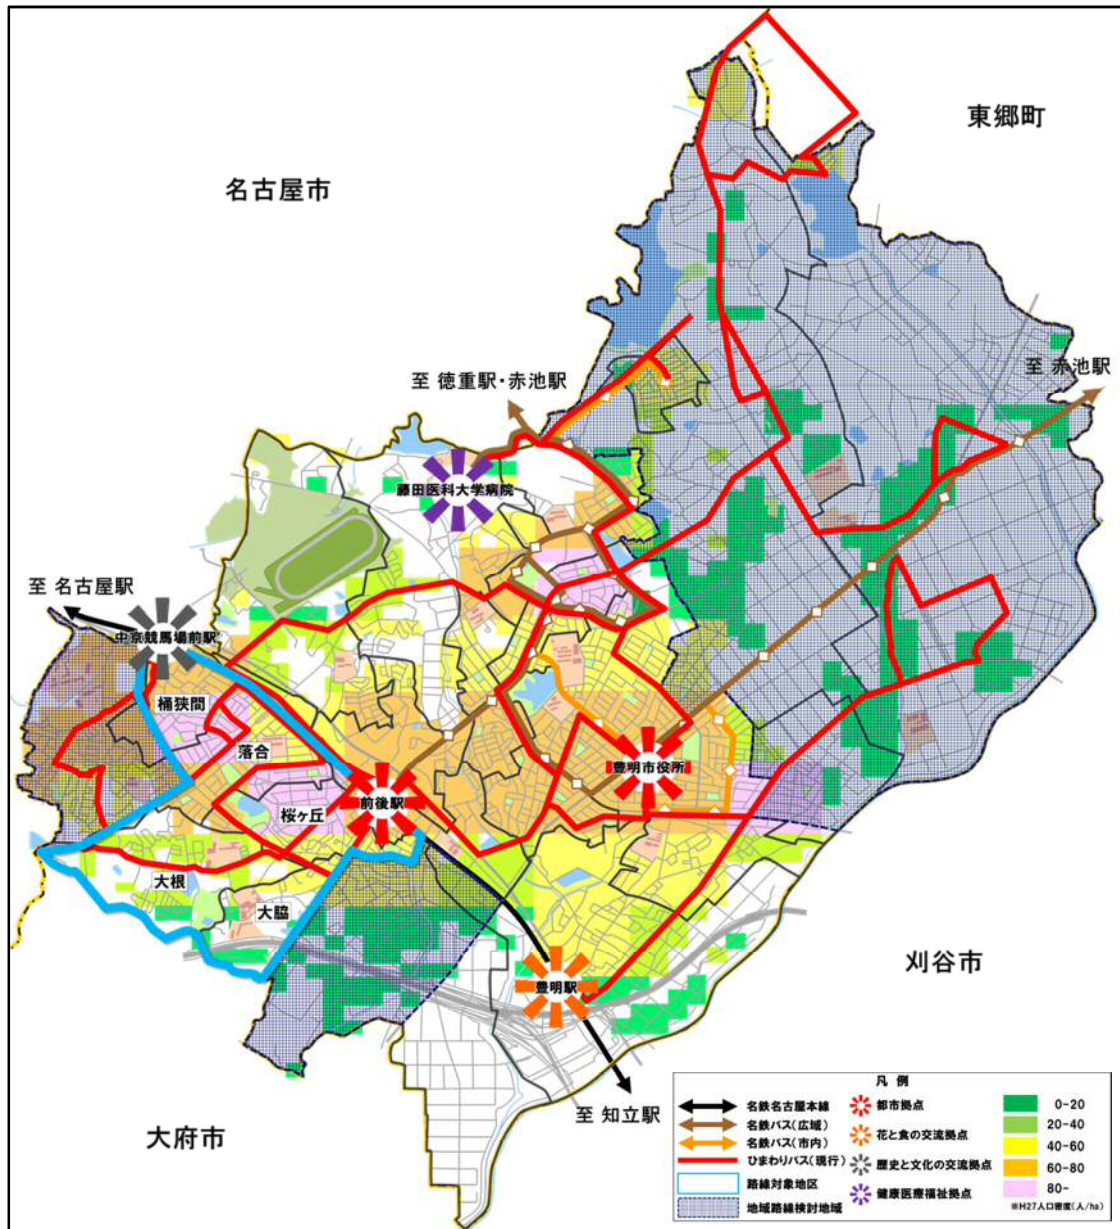 東郷町
名古屋市
至 徳重駅・赤池駅
至 赤池駅
藤田医科大学病院
至 名古屋駅
中京競馬場前駅
桶狭間
落合
豊明市役所
前後駅
桜ヶ丘
大根
大脇
刈谷市
豊明駅
至 知立駅
大府市
凡 例
名鉄名古屋本線
名鉄バス(広域)
名鉄バス(市内)
ひまわりバス(現行)
路線対象地区
地域路線検討地域
都市拠点
花と食の交流拠点
歴史と文化の交流拠点
健康医療福祉拠点
0-20
20-40
40-60
60-80
80-
※H27人口密度(人/ha)